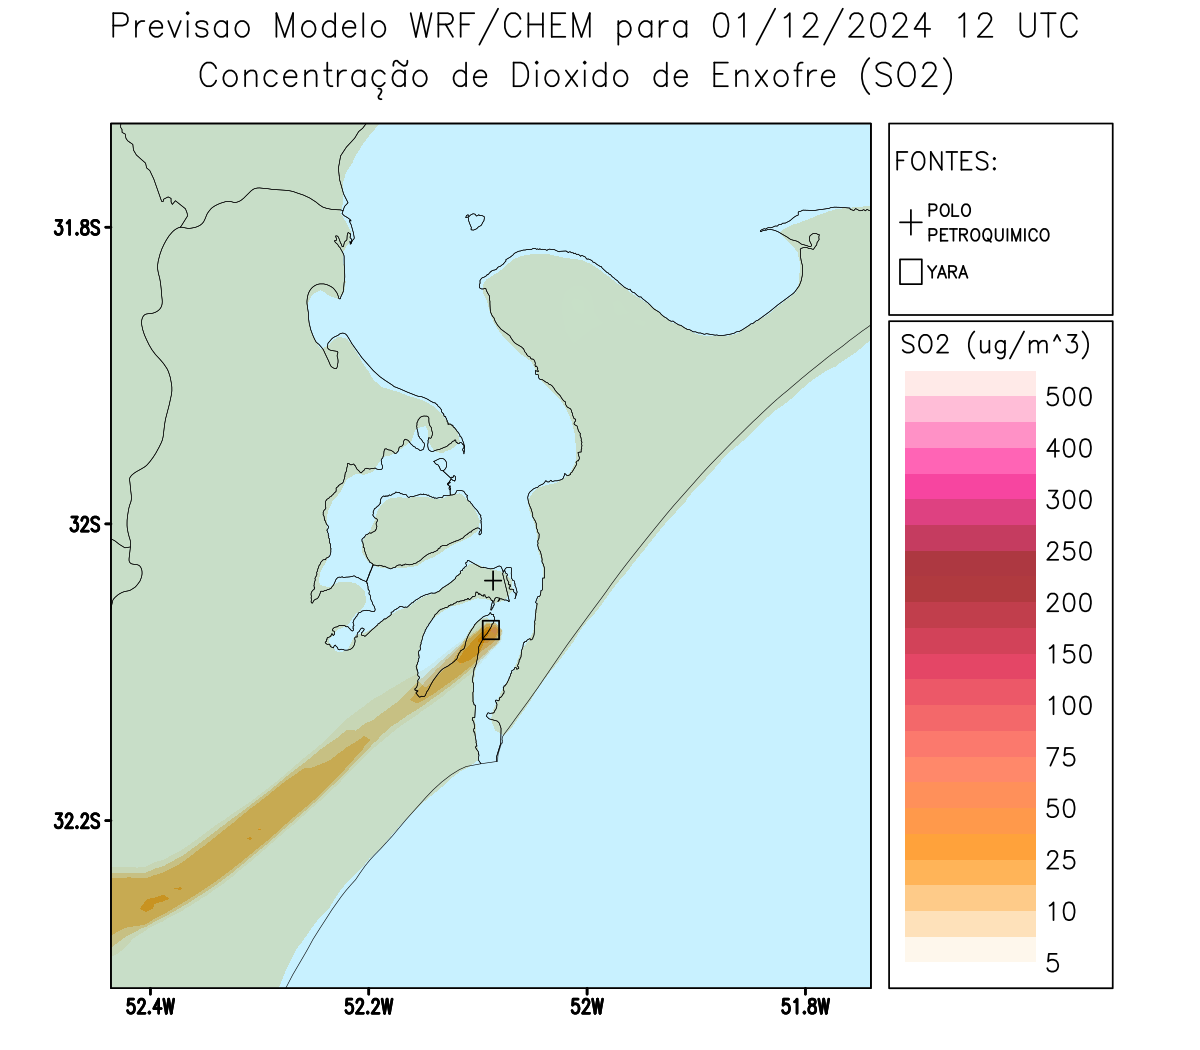 Previsao Modelo WRF/CHEM para 01/12/2024 12 UTC
Concentração de Dioxido de Enxofre (SO2)
FONTES:
POLO
PETROQUIMICO
YARA
31.8S
32S
32.2S
52.4W
52.2W
52W
51.8W
SO2 (ug/m^3)
500
400
300
250
200
150
100
75
50
25
10
5